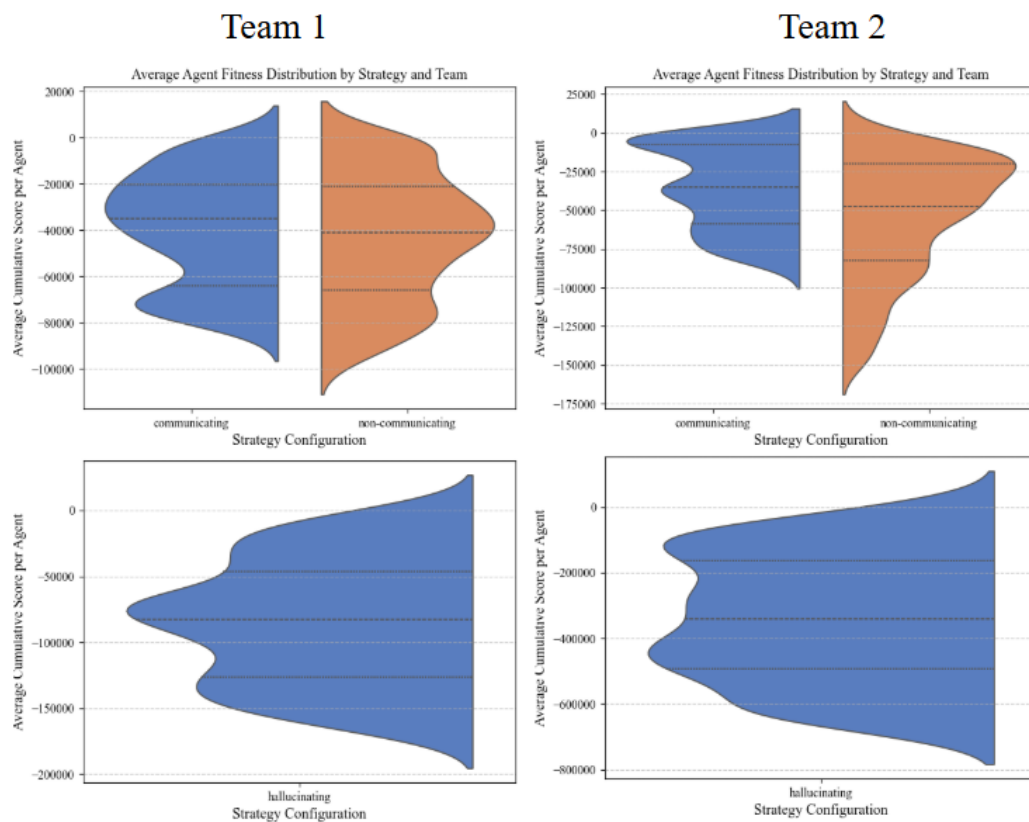 Team 1
Team 2
Average Agent Fitness Distribution by Strategy and Team
20000
0
−20000
−40000
−60000
−80000
−100000
Average Cumulative Score per Agent
communicating
non-communicating
Strategy Configuration
Average Agent Fitness Distribution by Strategy and Team
25000
0
−25000
−50000
−75000
−100000
−125000
−150000
−175000
Average Cumulative Score per Agent
communicating
non-communicating
Strategy Configuration
0
−50000
−100000
−150000
−200000
Average Cumulative Score per Agent
hallucinating
Strategy Configuration
0
−200000
−400000
−600000
−800000
Average Cumulative Score per Agent
hallucinating
Strategy Configuration